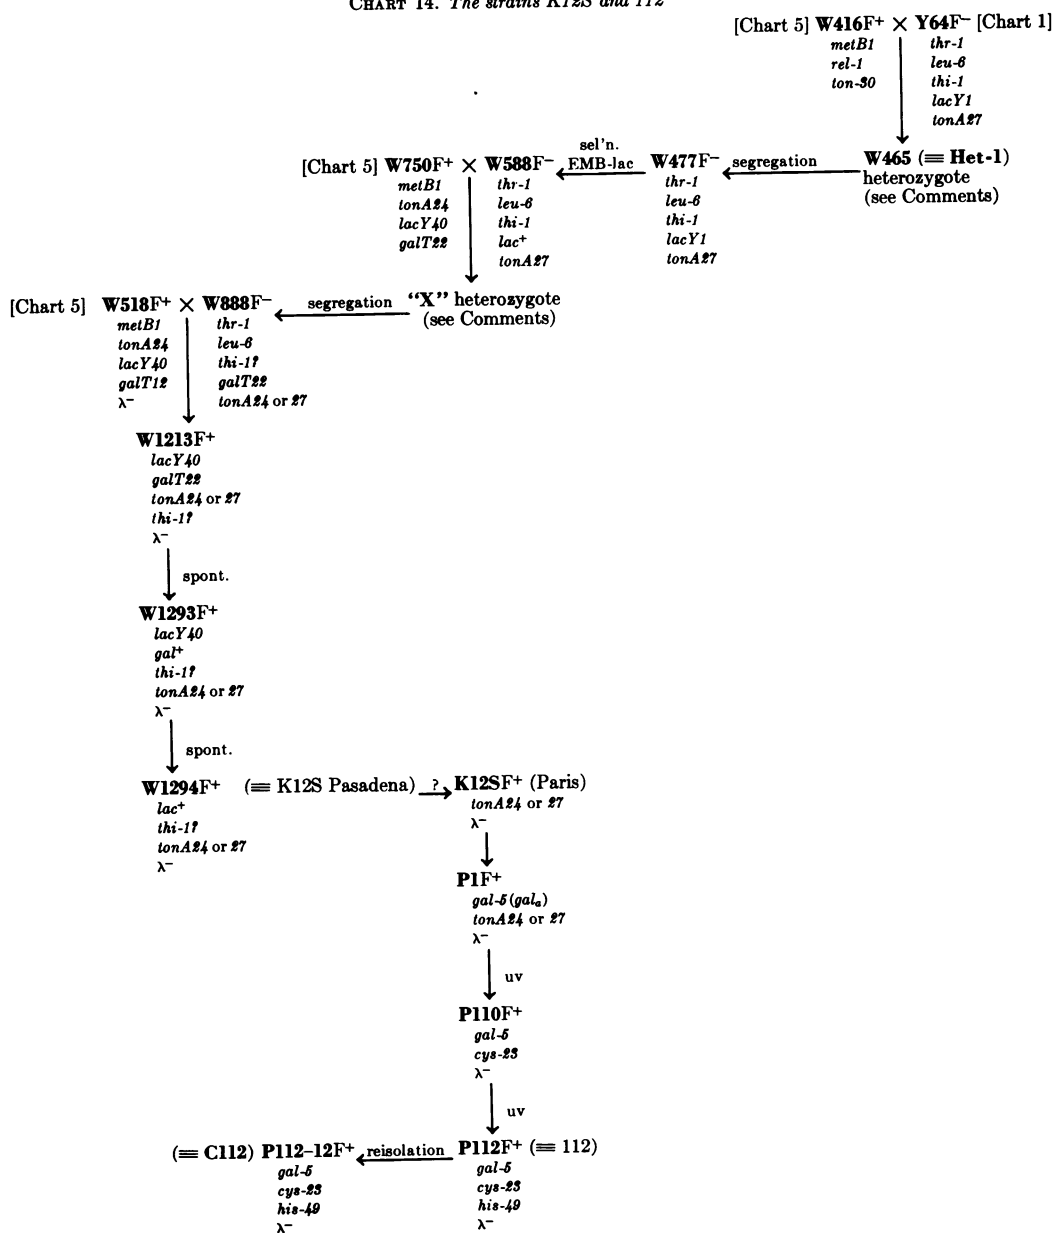 CHART 14. The strains K12S and 112
[Chart 5] W416F+ × Y64F− [Chart 1]
metB1 thr-1
rel-1 leu-6
ton-30 thi-1
lacY1
tonA27
sel'n.
[Chart 5] W750F+ × W588F− EMB-lac W477F− segregation W465 (≡ Het-1)
heterozygote
(see Comments)
metB1 thr-1 thr-1
tonA24 leu-6 leu-6
lacY40 thi-1 thi-1
galT22 lac+ lacY1
tonA27 tonA27
[Chart 5] W518F+ × W888F− segregation "X" heterozygote
(see Comments)
metB1 thr-1
tonA24 leu-6
lacY40 thi-1?
galT12 galT22
λ− tonA24 or 27
W1213F+
lacY40
galT22
tonA24 or 27
thi-1?
λ−
spont.
W1293F+
lacY40
gal+
thi-1?
tonA24 or 27
λ−
spont.
W1294F+ (≡ K12S Pasadena) ? K12SF+ (Paris)
lac+ tonA24 or 27
thi-1? λ−
tonA24 or 27
λ−
P1F+
gal-5 (galₐ)
tonA24 or 27
λ−
uv
P110F+
gal-5
cys-23
λ−
uv
(≡ C112) P112–12F+ reisolation P112F+ (≡ 112)
gal-5 gal-5
cys-23 cys-23
his-49 his-49
λ− λ−